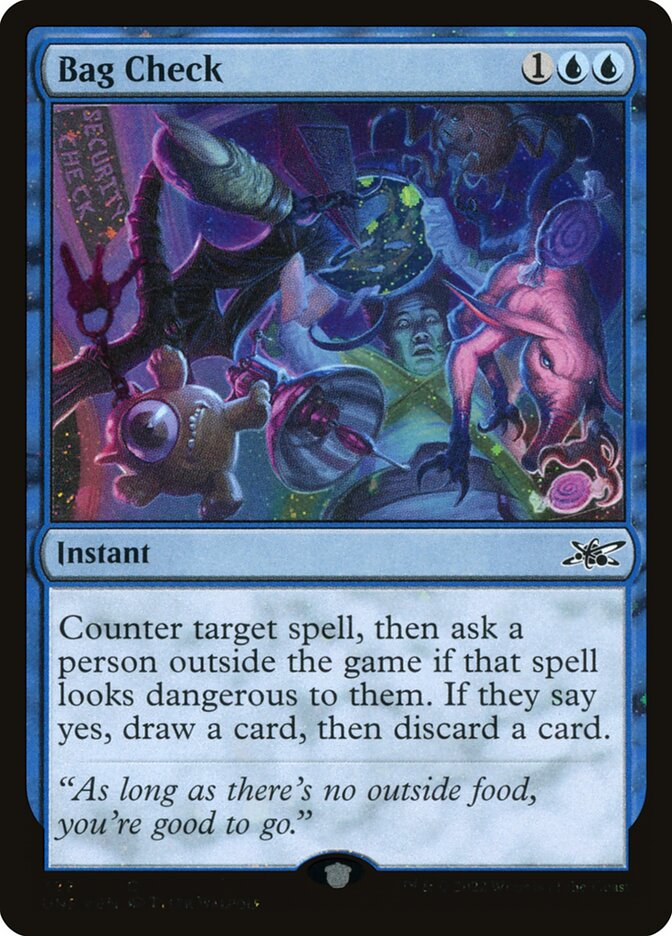 Bag Check
1
SECURITY
CHECK
Instant
Counter target spell, then ask a
person outside the game if that spell
looks dangerous to them. If they say
yes, draw a card, then discard a card.
“As long as there’s no outside food,
you’re good to go.”